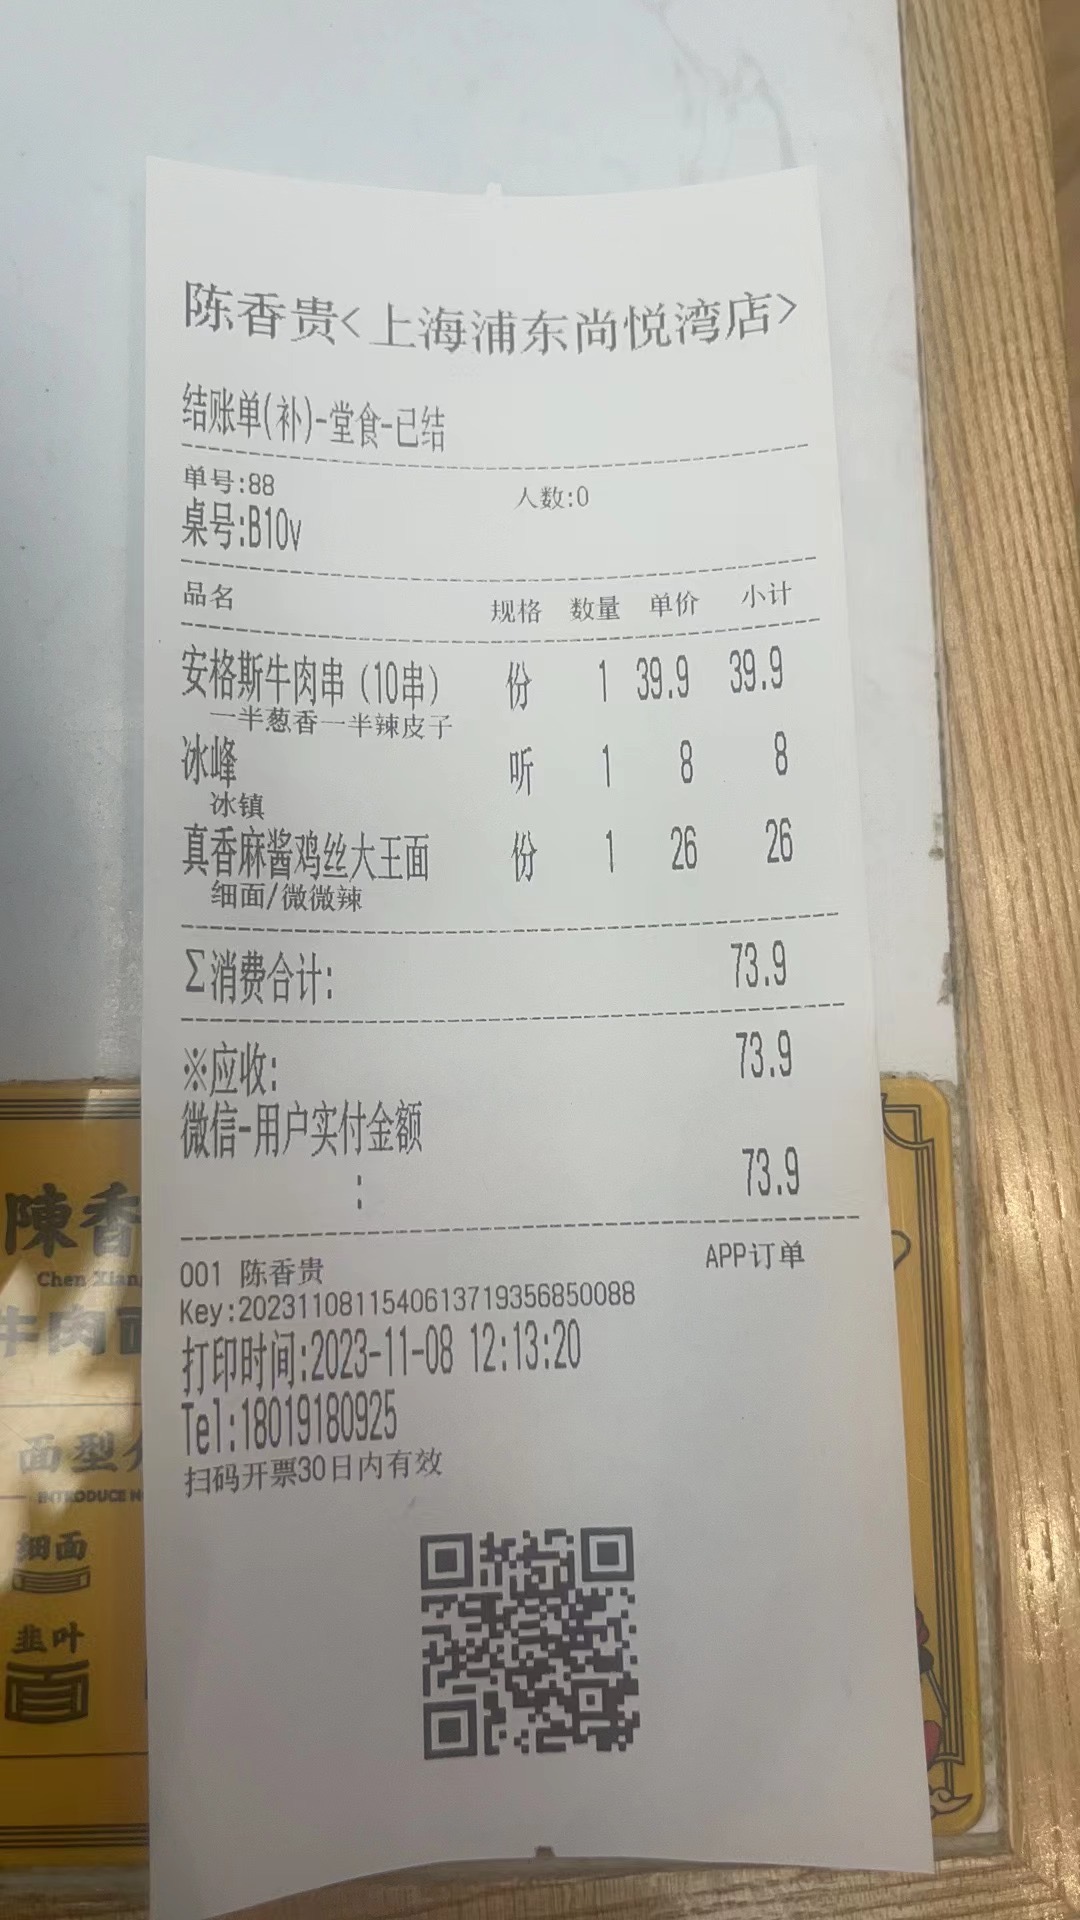 陈香贵<上海浦东尚悦湾店>
结账单(补)-堂食-已结
单号:88 人数:0
桌号:B10v
品名 规格 数量 单价 小计
安格斯牛肉串（10串） 份 1 39.9 39.9
一半葱香一半辣皮子
冰峰 听 1 8 8
冰镇
真香麻酱鸡丝大王面 份 1 26 26
细面/微微辣
∑消费合计: 73.9
※应收: 73.9
微信-用户实付金额
: 73.9
001 陈香贵 APP订单
Key:2023110811540613719356850088
打印时间:2023-11-08 12:13:20
Tel:18019180925
扫码开票30日内有效
陳香
Chen Xian
牛肉面
面型
INTRODUCE
细面
韭叶